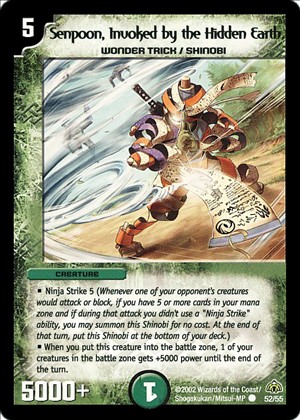 5
Senpoon, Invoked by the Hidden Earth
WONDER TRICK / SHINOBI
CREATURE
■ Ninja Strike 5 (Whenever one of your opponent's creatures
would attack or block, if you have 5 or more cards in your mana
zone and if during that attack you didn't use a "Ninja Strike"
ability, you may summon this Shinobi for no cost. At the end of
that turn, put this Shinobi at the bottom of your deck.)
■ When you put this creature into the battle zone, 1 of your
creatures in the battle zone gets +5000 power until the end of
the turn.
5000+
1
©2002 Wizards of the Coast/
Shogakukan/Mitsui-MP
52/55